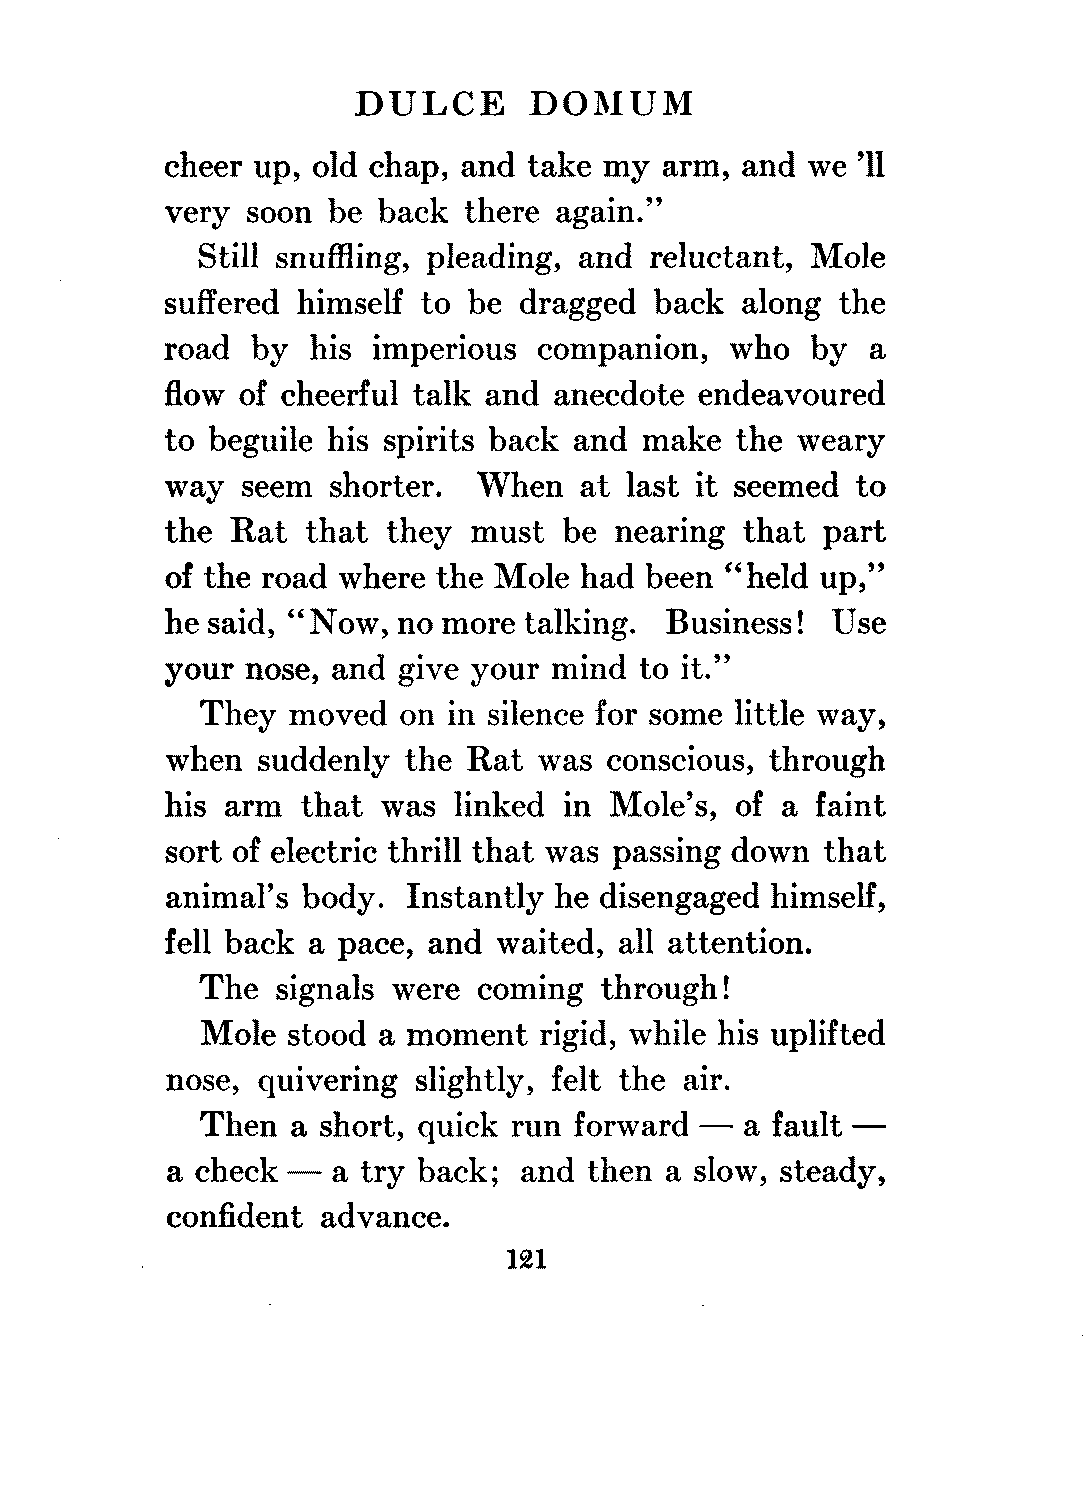 DULCE DOMUM
cheer up, old chap, and take my arm, and we 'll
very soon be back there again."
Still snuffling, pleading, and reluctant, Mole
suffered himself to be dragged back along the
road by his imperious companion, who by a
flow of cheerful talk and anecdote endeavoured
to beguile his spirits back and make the weary
way seem shorter. When at last it seemed to
the Rat that they must be nearing that part
of the road where the Mole had been "held up,"
he said, "Now, no more talking. Business! Use
your nose, and give your mind to it."
They moved on in silence for some little way,
when suddenly the Rat was conscious, through
his arm that was linked in Mole's, of a faint
sort of electric thrill that was passing down that
animal's body. Instantly he disengaged himself,
fell back a pace, and waited, all attention.
The signals were coming through!
Mole stood a moment rigid, while his uplifted
nose, quivering slightly, felt the air.
Then a short, quick run forward — a fault —
a check — a try back; and then a slow, steady,
confident advance.
121